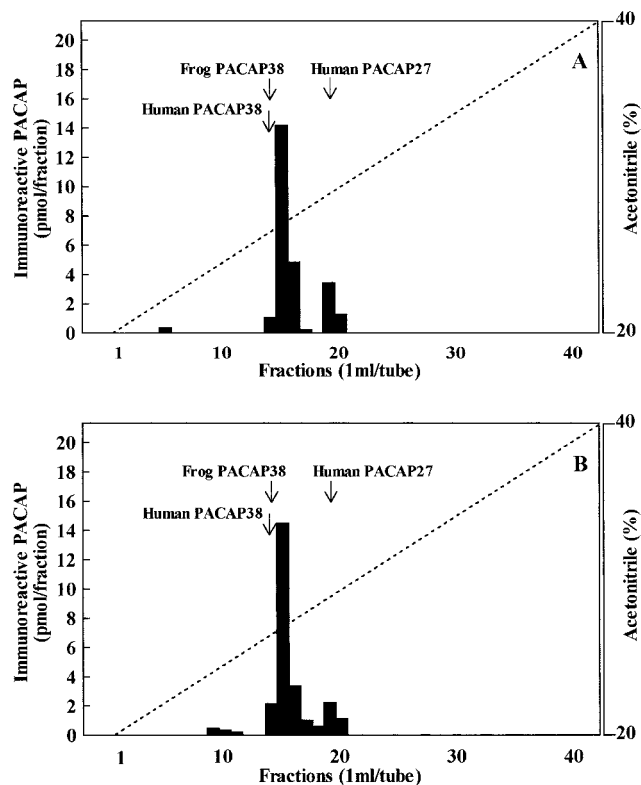 20
18
16
14
12
10
8
6
4
2
0
Immunoreactive PACAP
(pmol/fraction)
Frog PACAP38
Human PACAP27
Human PACAP38
A
40
20
Acetonitrile (%)
1
10
20
30
40
Fractions (1ml/tube)
20
18
16
14
12
10
8
6
4
2
0
Immunoreactive PACAP
(pmol/fraction)
Frog PACAP38
Human PACAP27
Human PACAP38
B
40
20
Acetonitrile (%)
1
10
20
30
40
Fractions (1ml/tube)